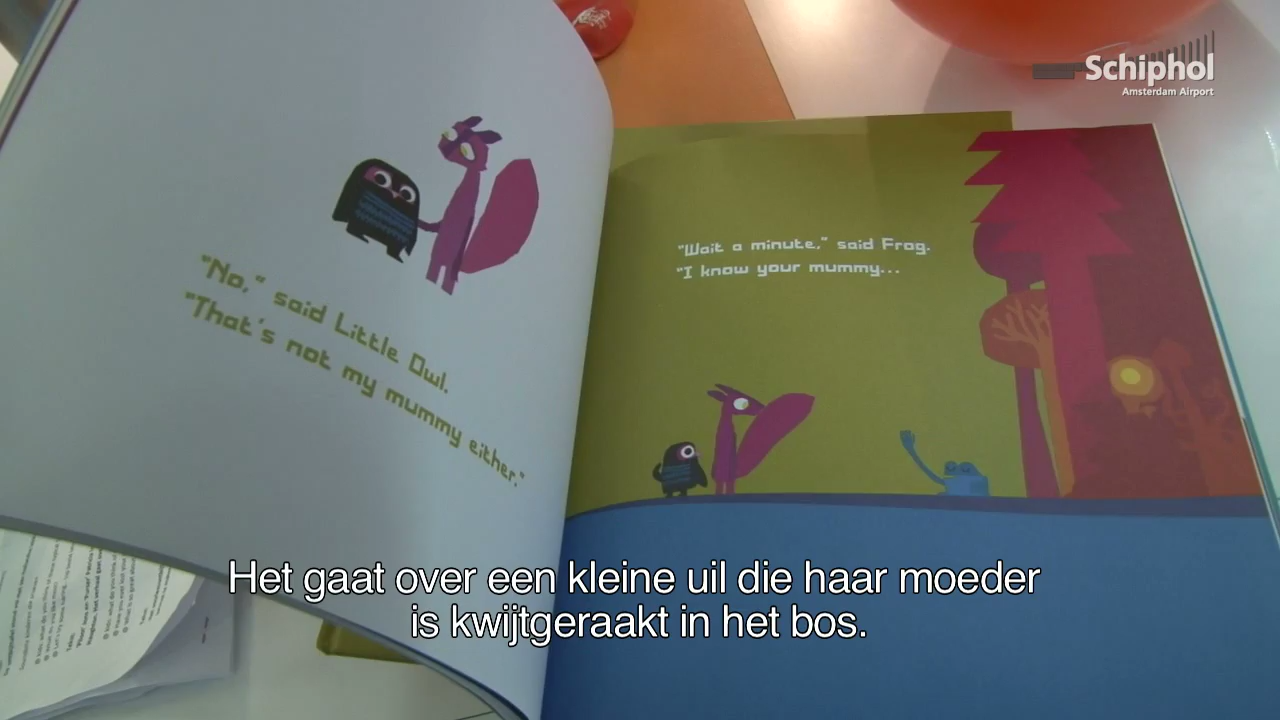 Schiphol
Amsterdam Airport
"No," said Little Owl.
"That's not my mummy either."
"Wait a minute," said Frog.
"I know your mummy...
Het gaat over een kleine uil die haar moeder
is kwijtgeraakt in het bos.